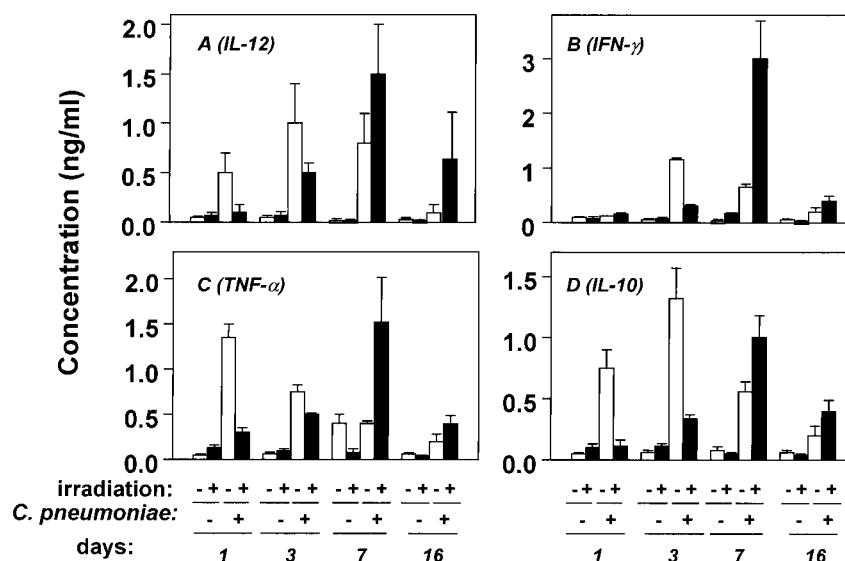 A (IL-12)
2.0
1.5
1.0
0.5
0.0
B (IFN-γ)
3
2
1
0
Concentration (ng/ml)
C (TNF-α)
2.0
1.5
1.0
0.5
0.0
D (IL-10)
1.5
1.0
0.5
0.0
irradiation: - + - + - + - + - + - + - + - + - + - + - + - + - + - + - + - +
C. pneumoniae: - + - + - + - + - + - + - + - +
days: 1 3 7 16 1 3 7 16